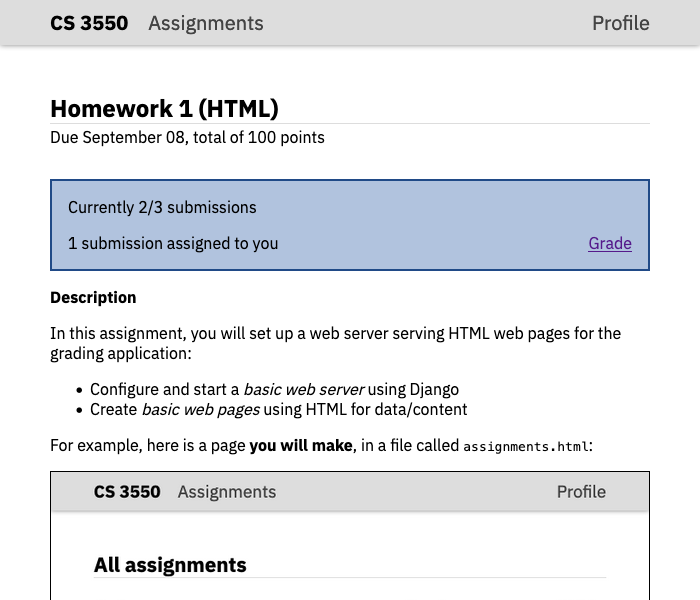 CS 3550 Assignments Profile
Homework 1 (HTML)
Due September 08, total of 100 points
Currently 2/3 submissions
1 submission assigned to you Grade
Description
In this assignment, you will set up a web server serving HTML web pages for the
grading application:
• Configure and start a basic web server using Django
• Create basic web pages using HTML for data/content
For example, here is a page you will make, in a file called assignments.html:
CS 3550 Assignments Profile
All assignments